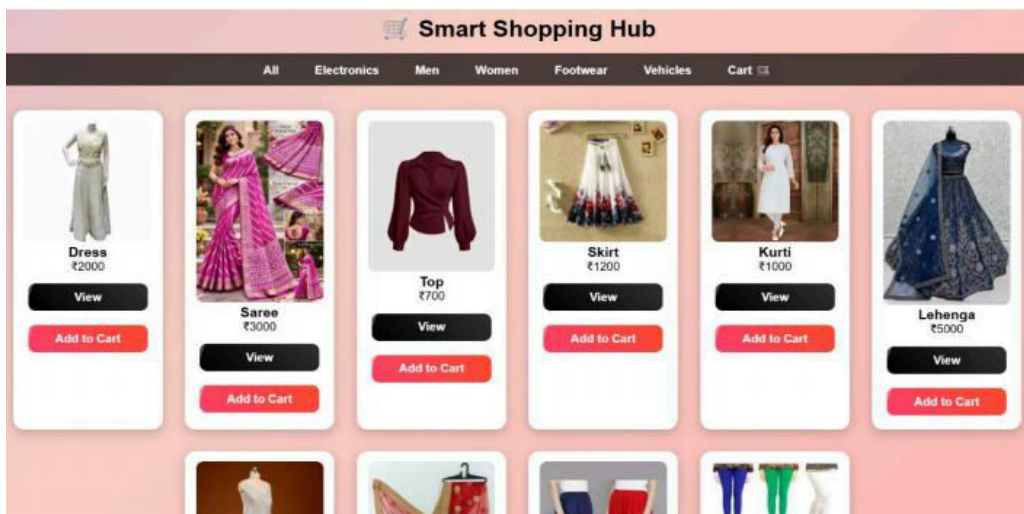 Smart Shopping Hub
All Electronics Men Women Footwear Vehicles Cart
Dress
₹2000
View
Add to Cart
Saree
₹3000
View
Add to Cart
Top
₹700
View
Add to Cart
Skirt
₹1200
View
Add to Cart
Kurti
₹1000
View
Add to Cart
Lehenga
₹5000
View
Add to Cart